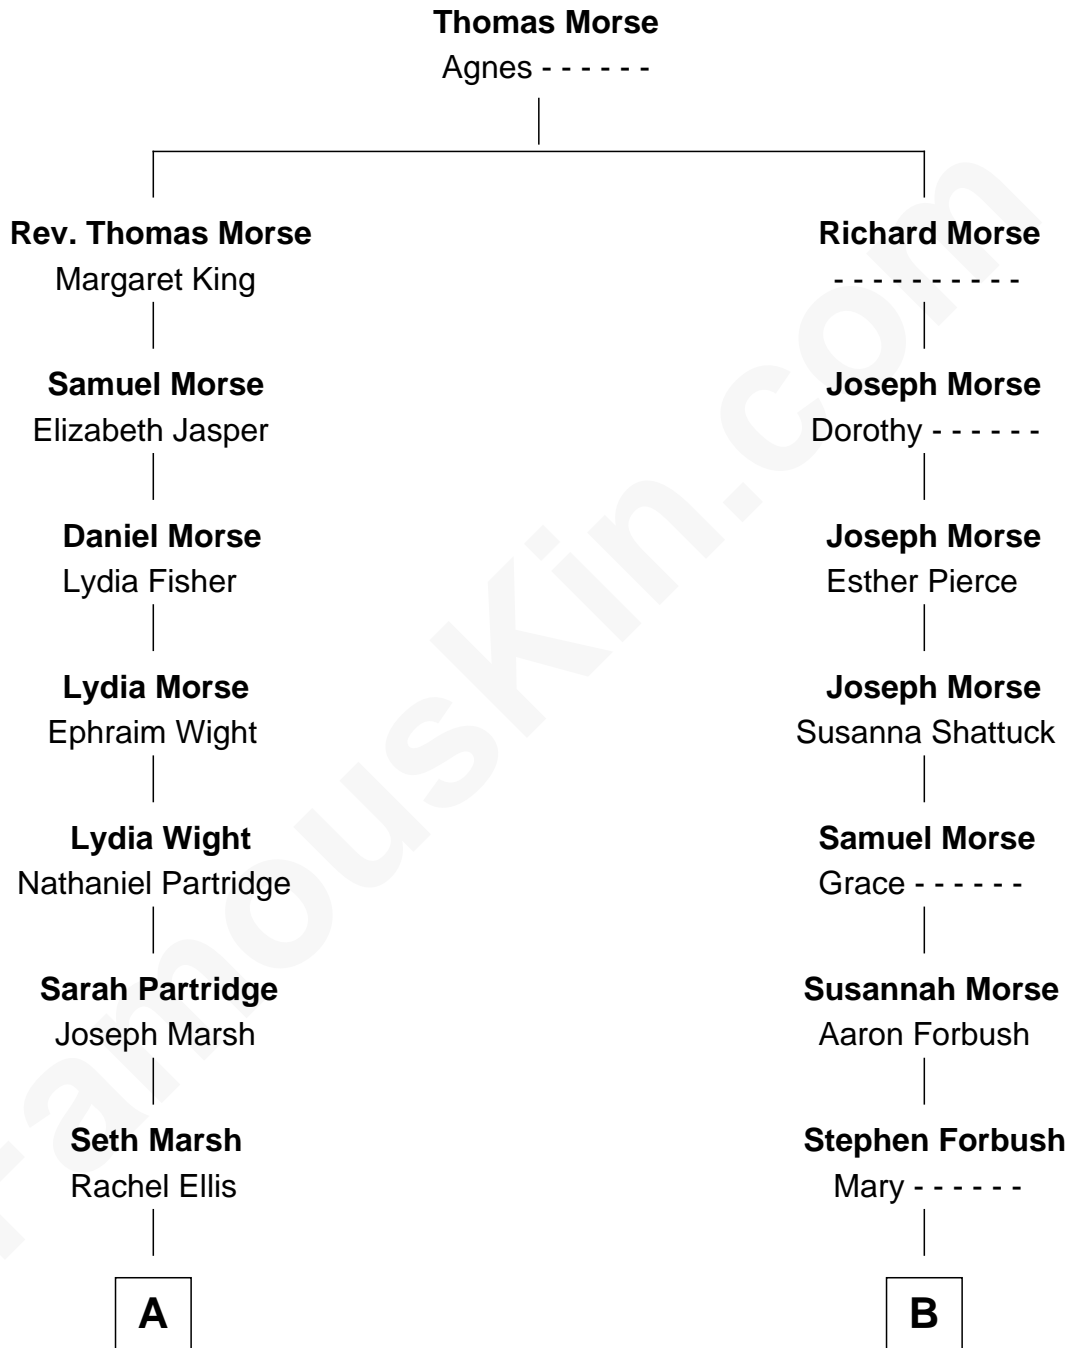 Thomas Morse
Agnes - - - - - -
Rev. Thomas Morse
Margaret King
Richard Morse
- - - - - - - - - -
Samuel Morse
Elizabeth Jasper
Joseph Morse
Dorothy - - - - - -
Daniel Morse
Lydia Fisher
Joseph Morse
Esther Pierce
Lydia Morse
Ephraim Wight
Joseph Morse
Susanna Shattuck
Lydia Wight
Nathaniel Partridge
Samuel Morse
Grace - - - - - -
Sarah Partridge
Joseph Marsh
Susannah Morse
Aaron Forbush
Seth Marsh
Rachel Ellis
Stephen Forbush
Mary - - - - - -
A
B
FamousKin.com